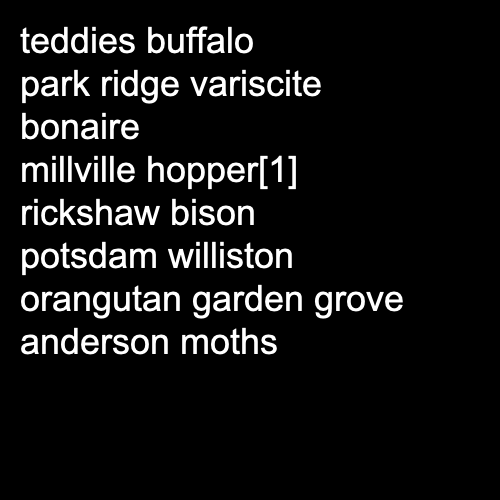 teddies buffalo
park ridge variscite
bonaire
millville hopper[1]
rickshaw bison
potsdam williston
orangutan garden grove
anderson moths